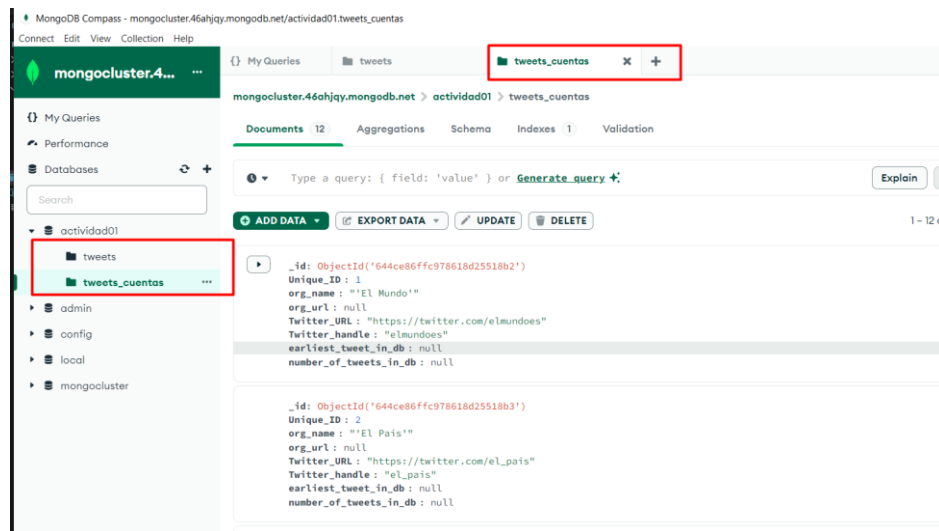 MongoDB Compass - mongocluster.46ahjqy.mongodb.net/actividad01.tweets_cuentas
Connect Edit View Collection Help
mongocluster.4... ...
{} My Queries
Performance
Databases
Search
actividad01
tweets
tweets_cuentas ...
admin
config
local
mongocluster
{} My Queries tweets tweets_cuentas × +
mongocluster.46ahjqy.mongodb.net > actividad01 > tweets_cuentas
Documents 12 Aggregations Schema Indexes 1 Validation
Type a query: { field: 'value' } or Generate query
Explain
ADD DATA EXPORT DATA UPDATE DELETE
1 – 12
_id: ObjectId('644ce86ffc978618d25518b2')
Unique_ID : 1
org_name : "'El Mundo'"
org_url : null
Twitter_URL : "https://twitter.com/elmundoes"
Twitter_handle : "elmundoes"
earliest_tweet_in_db : null
number_of_tweets_in_db : null
_id: ObjectId('644ce86ffc978618d25518b3')
Unique_ID : 2
org_name : "'El Pais'"
org_url : null
Twitter_URL : "https://twitter.com/el_pais"
Twitter_handle : "el_pais"
earliest_tweet_in_db : null
number_of_tweets_in_db : null